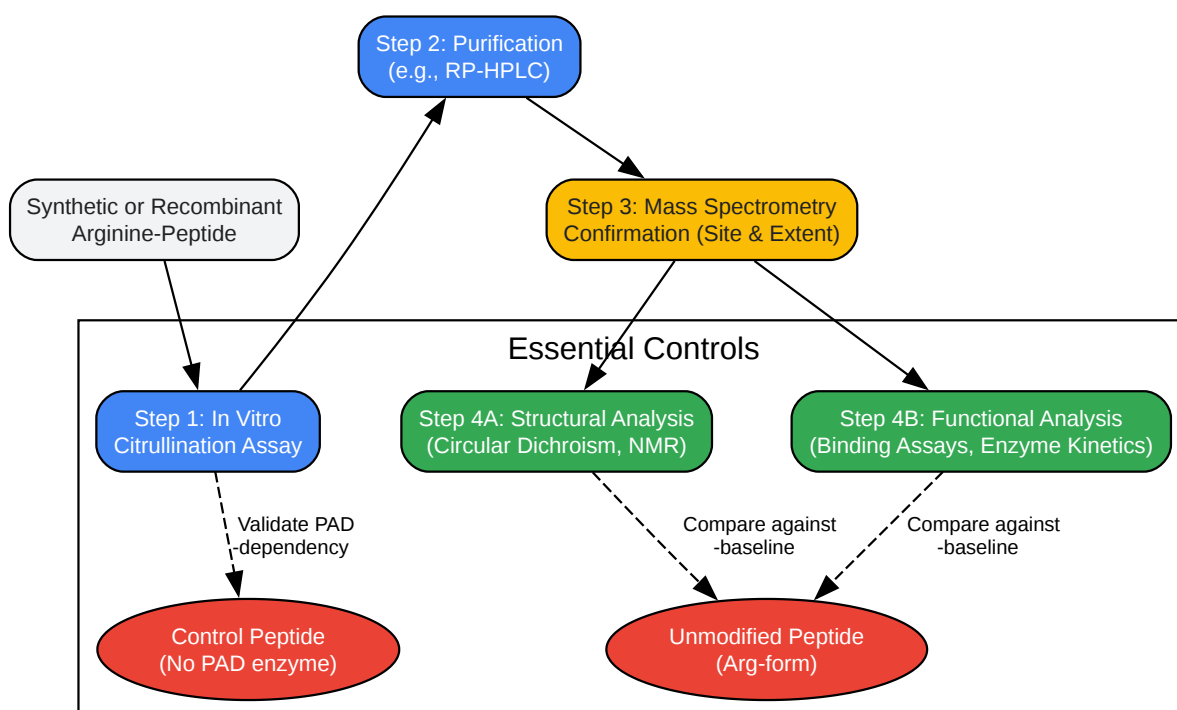 Step 2: Purification
(e.g., RP-HPLC)
Synthetic or Recombinant
Arginine-Peptide
Step 3: Mass Spectrometry
Confirmation (Site & Extent)
Essential Controls
Step 1: In Vitro
Citrullination Assay
Step 4A: Structural Analysis
(Circular Dichroism, NMR)
Step 4B: Functional Analysis
(Binding Assays, Enzyme Kinetics)
Validate PAD
-dependency
Compare against
-baseline
Compare against
-baseline
Control Peptide
(No PAD enzyme)
Unmodified Peptide
(Arg-form)